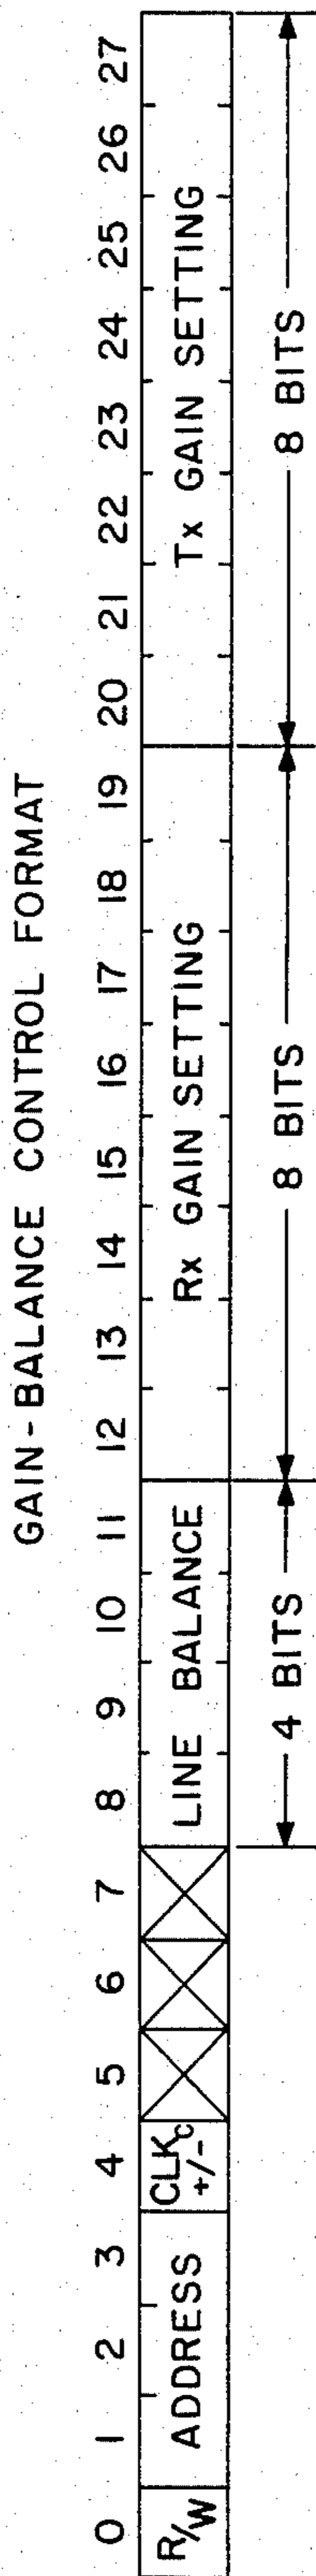 GAIN-BALANCE CONTROL FORMAT
0 1 2 3 4 5 6 7 8 9 10 11 12 13 14 15 16 17 18 19 20 21 22 23 24 25 26 27
R/W ADDRESS CLKC LINE BALANCE Rx GAIN SETTING Tx GAIN SETTING
+/-
4 BITS 8 BITS 8 BITS